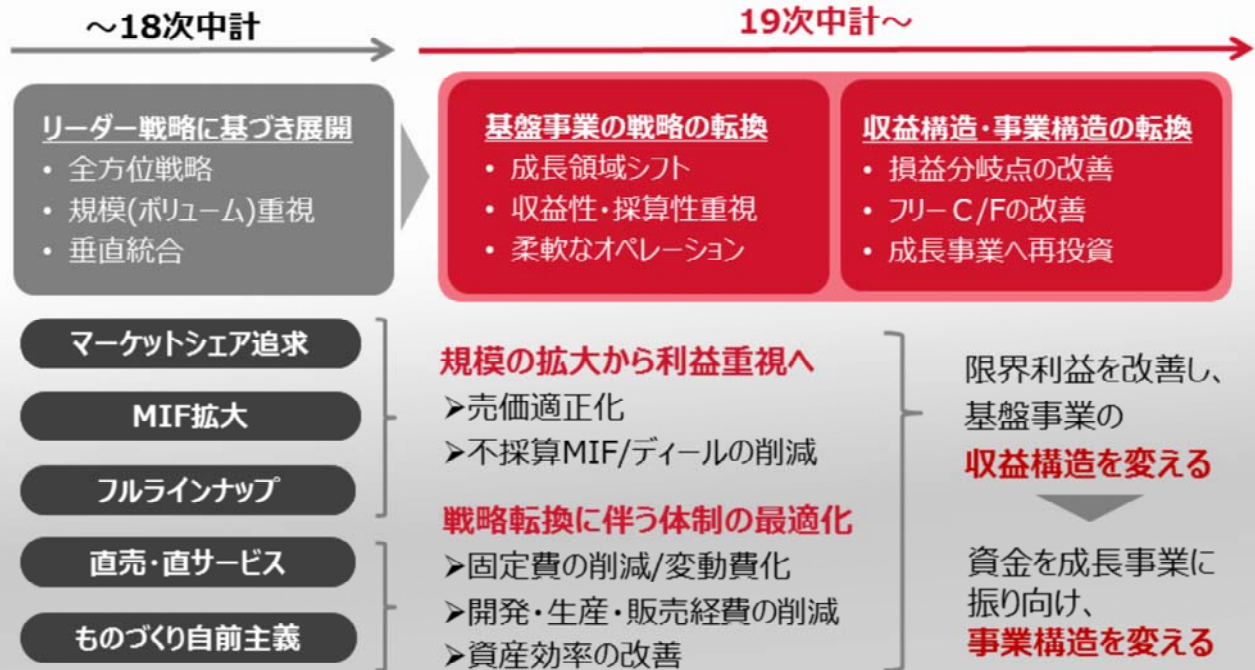 ～18次中計
19次中計～
リーダー戦略に基づき展開
• 全方位戦略
• 規模(ボリューム)重視
• 垂直統合
基盤事業の戦略の転換
• 成長領域シフト
• 収益性・採算性重視
• 柔軟なオペレーション
収益構造・事業構造の転換
• 損益分岐点の改善
• フリーC/Fの改善
• 成長事業へ再投資
マーケットシェア追求
MIF拡大
フルラインナップ
直売・直サービス
ものづくり自前主義
規模の拡大から利益重視へ
➢売価適正化
➢不採算MIF/ディールの削減
戦略転換に伴う体制の最適化
➢固定費の削減/変動費化
➢開発・生産・販売経費の削減
➢資産効率の改善
限界利益を改善し、
基盤事業の
収益構造を変える
資金を成長事業に
振り向け、
事業構造を変える